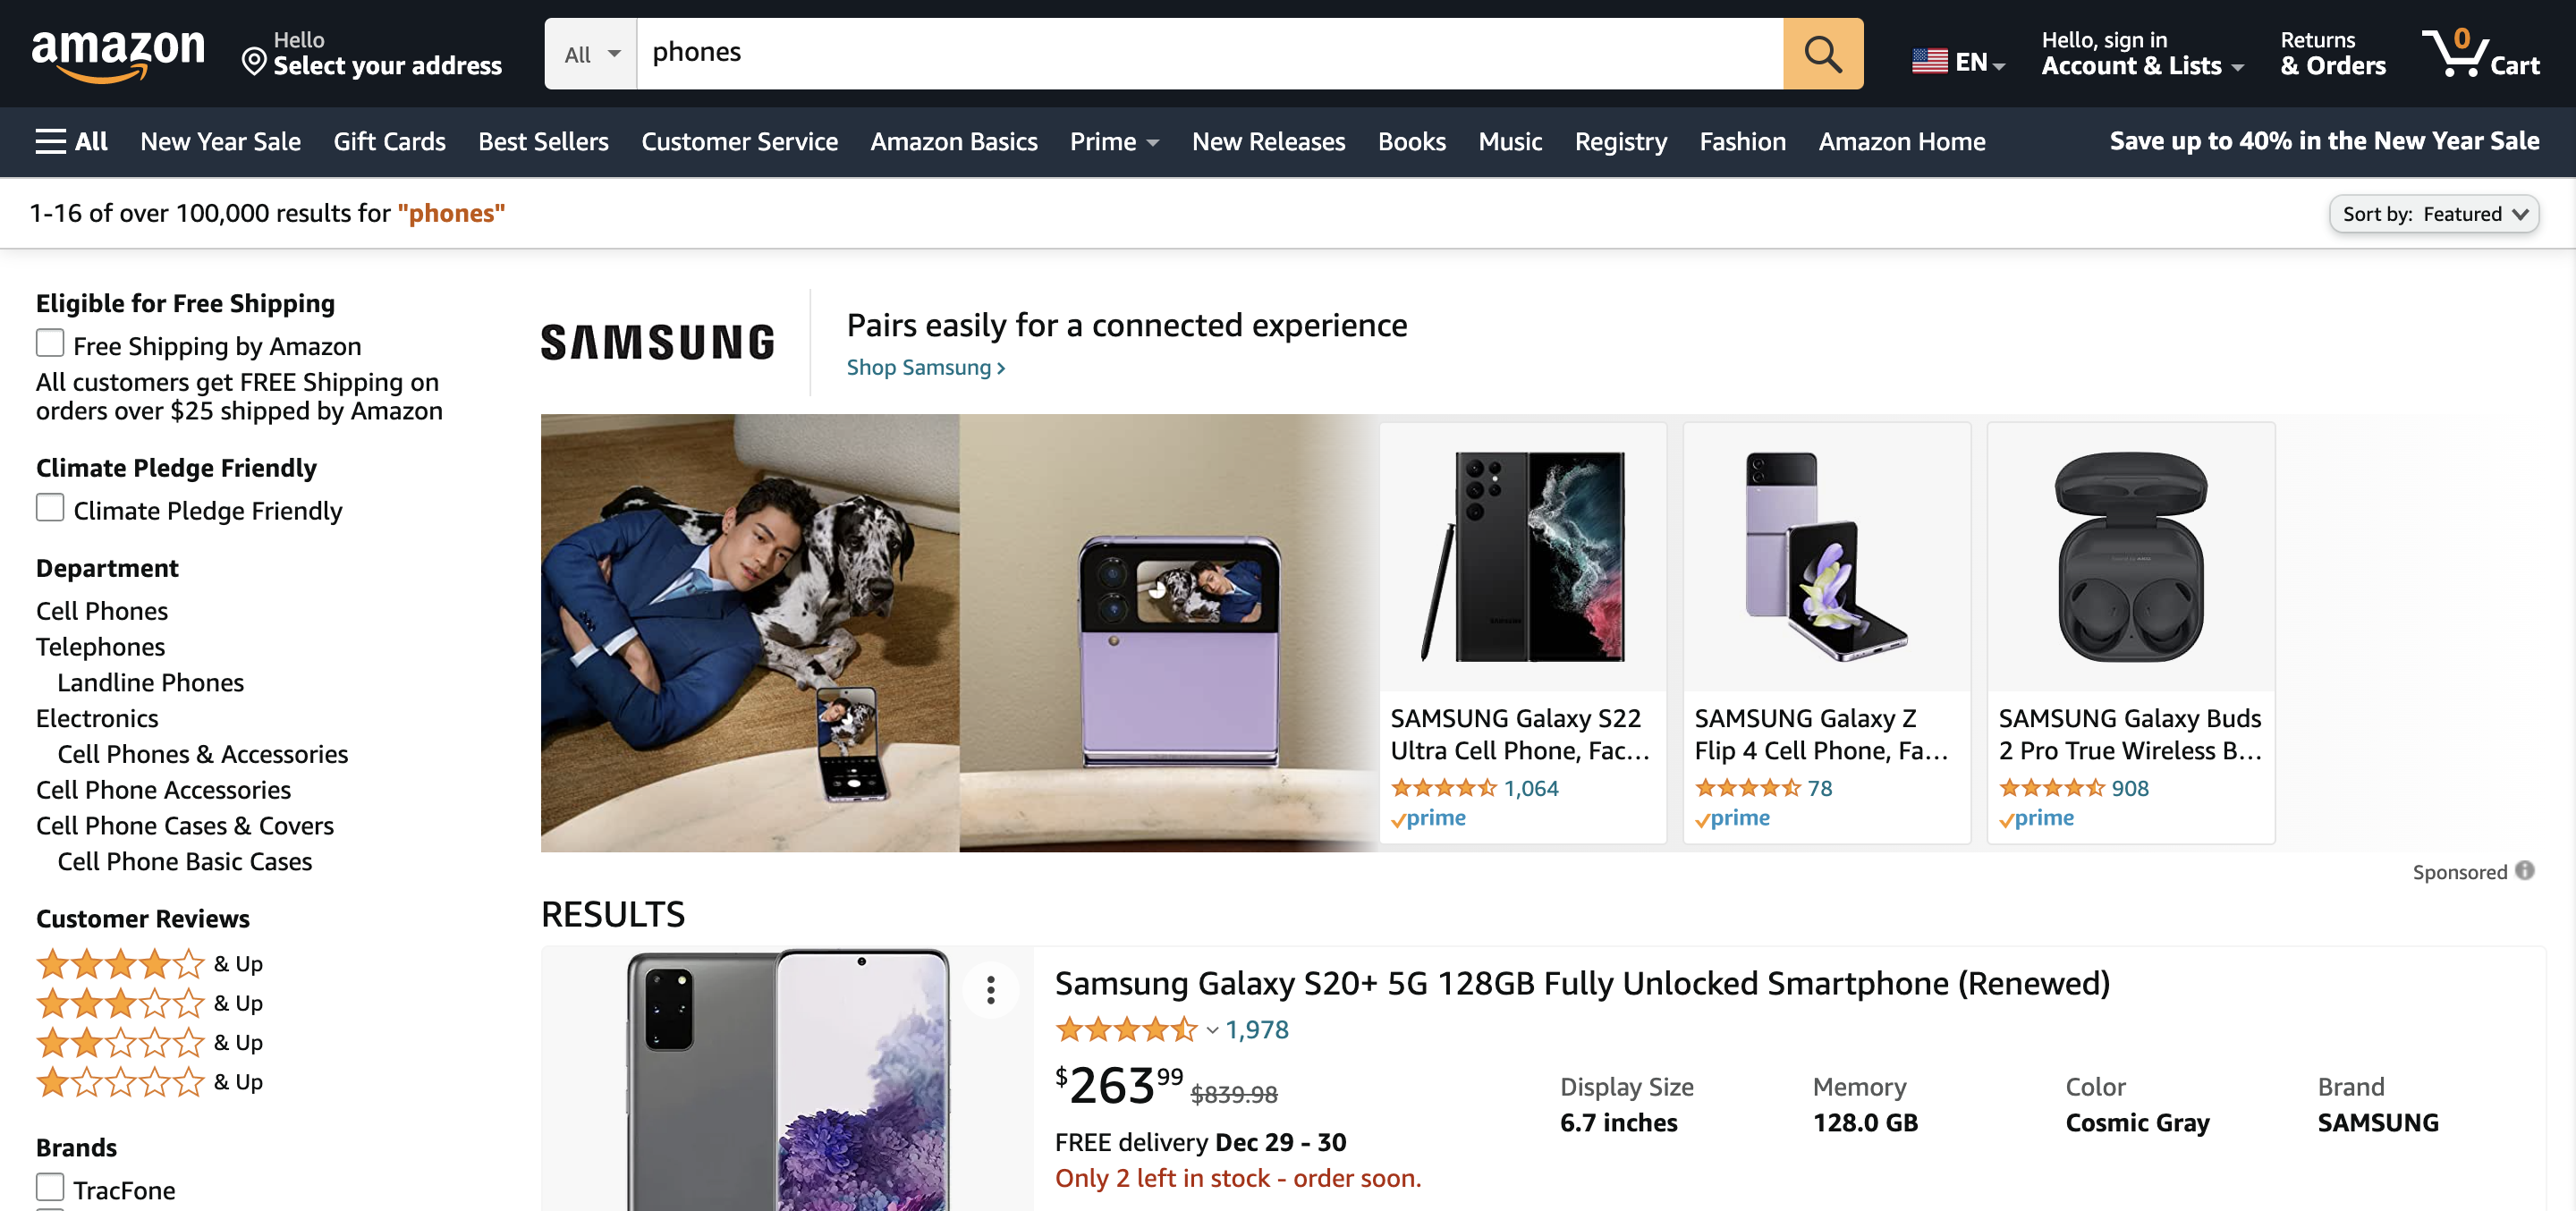 amazon
Hello
Select your address
All
phones
EN
Hello, sign in
Account & Lists
Returns
& Orders
0
Cart
All
New Year Sale
Gift Cards
Best Sellers
Customer Service
Amazon Basics
Prime
New Releases
Books
Music
Registry
Fashion
Amazon Home
Save up to 40% in the New Year Sale
1-16 of over 100,000 results for "phones"
Sort by: Featured
Eligible for Free Shipping
Free Shipping by Amazon
All customers get FREE Shipping on
orders over $25 shipped by Amazon
Climate Pledge Friendly
Climate Pledge Friendly
Department
Cell Phones
Telephones
Landline Phones
Electronics
Cell Phones & Accessories
Cell Phone Accessories
Cell Phone Cases & Covers
Cell Phone Basic Cases
Customer Reviews
& Up
& Up
& Up
& Up
Brands
TracFone
SAMSUNG
Pairs easily for a connected experience
Shop Samsung ›
SAMSUNG
SAMSUNG Galaxy S22
Ultra Cell Phone, Fac...
1,064
prime
SAMSUNG Galaxy Z
Flip 4 Cell Phone, Fa...
78
prime
SAMSUNG Galaxy Buds
2 Pro True Wireless B...
908
prime
Sponsored
RESULTS
Samsung Galaxy S20+ 5G 128GB Fully Unlocked Smartphone (Renewed)
1,978
$263.99 $839.98
FREE delivery Dec 29 - 30
Only 2 left in stock - order soon.
Display Size
6.7 inches
Memory
128.0 GB
Color
Cosmic Gray
Brand
SAMSUNG